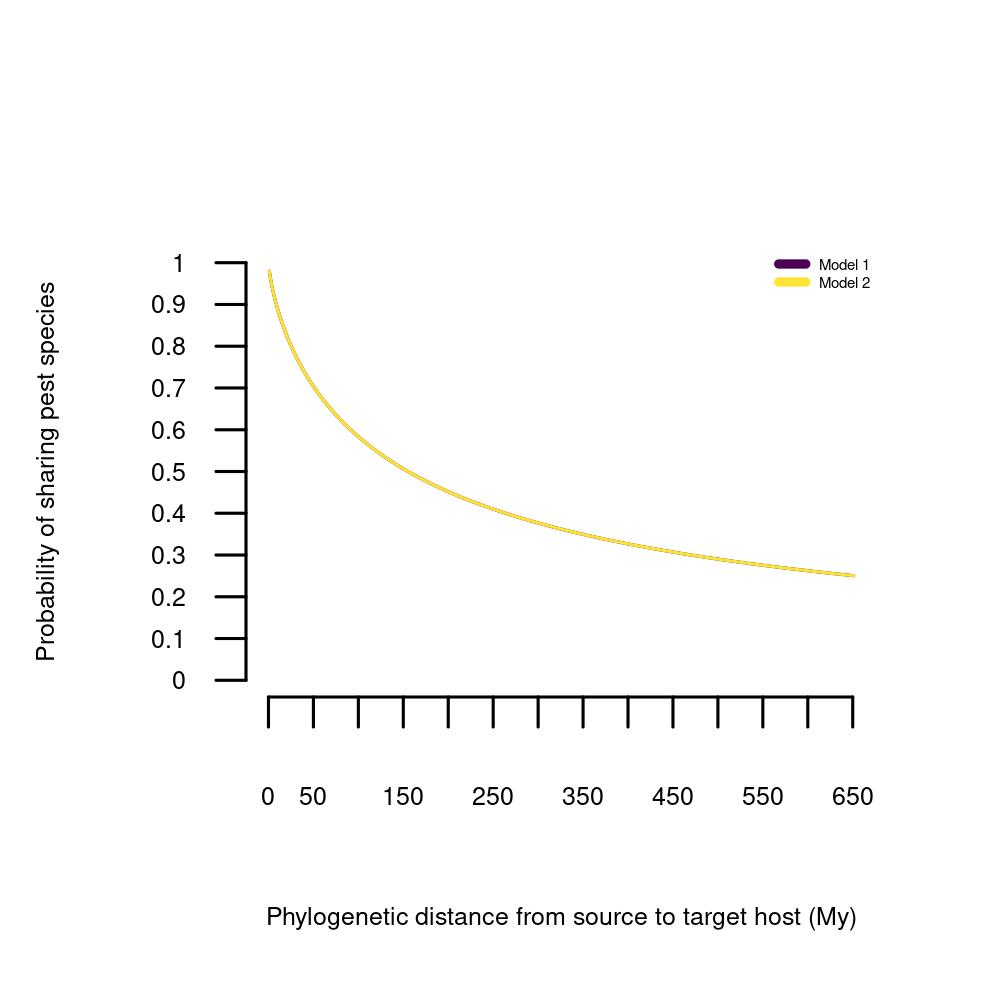 Model 1
Model 2
Probability of sharing pest species
1
0.9
0.8
0.7
0.6
0.5
0.4
0.3
0.2
0.1
0
0 50 150 250 350 450 550 650
Phylogenetic distance from source to target host (My)